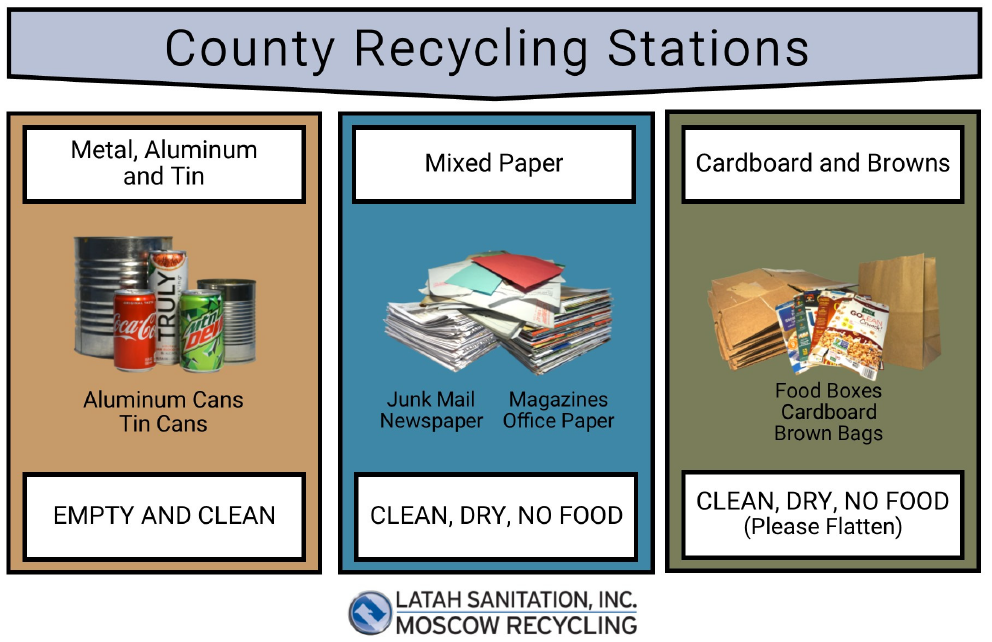 County Recycling Stations
Metal, Aluminum
and Tin
TRULY
Coca-Cola
Mtn
Dew
Aluminum Cans
Tin Cans
EMPTY AND CLEAN
Mixed Paper
Junk Mail
Newspaper
Magazines
Office Paper
CLEAN, DRY, NO FOOD
Cardboard and Browns
GOLEAN
Crunch
Food Boxes
Cardboard
Brown Bags
CLEAN, DRY, NO FOOD
(Please Flatten)
LATAH SANITATION, INC.
MOSCOW RECYCLING